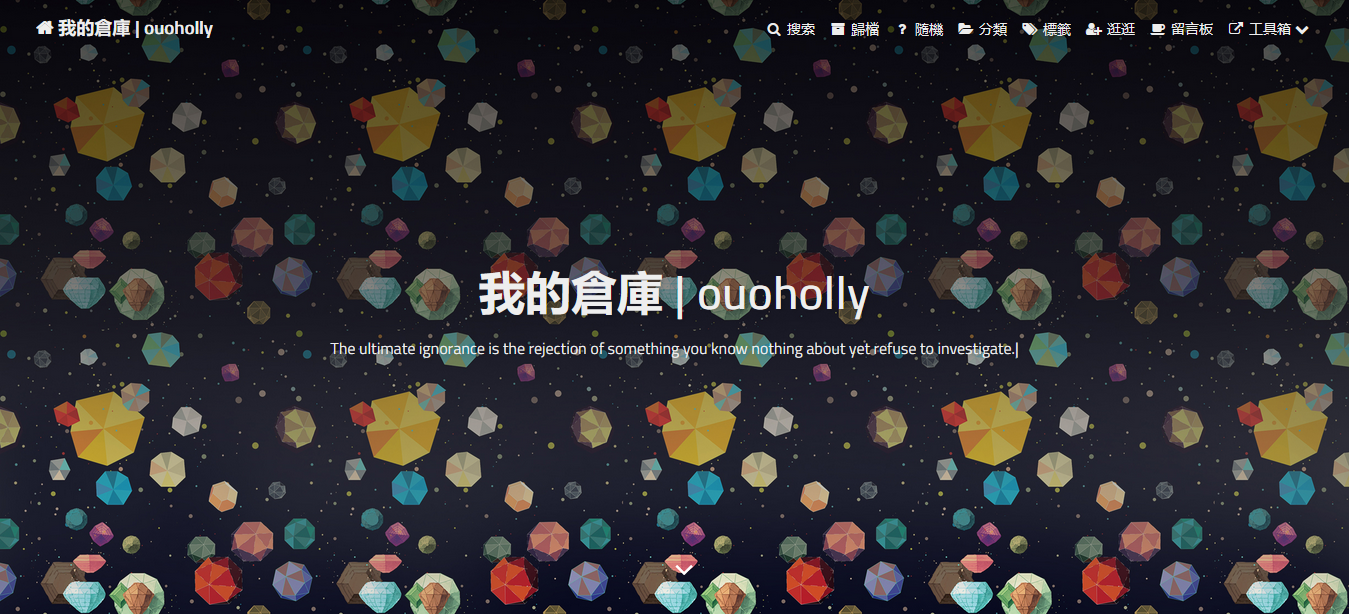 我的倉庫 | ouoholly
搜索 歸檔 ? 隨機 分類 標籤 逛逛 留言板 工具箱
我的倉庫 | ouoholly
The ultimate ignorance is the rejection of something you know nothing about yet refuse to investigate.|